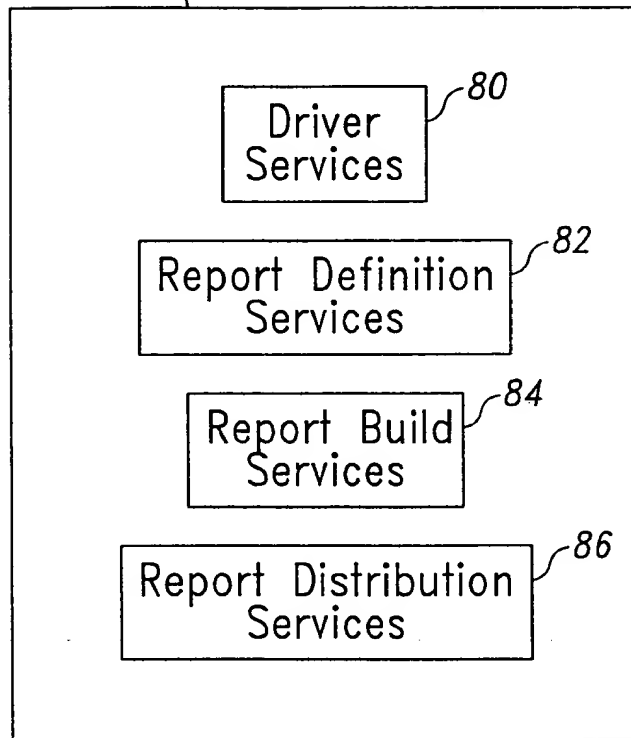 80
Driver
Services
82
Report Definition
Services
84
Report Build
Services
86
Report Distribution
Services